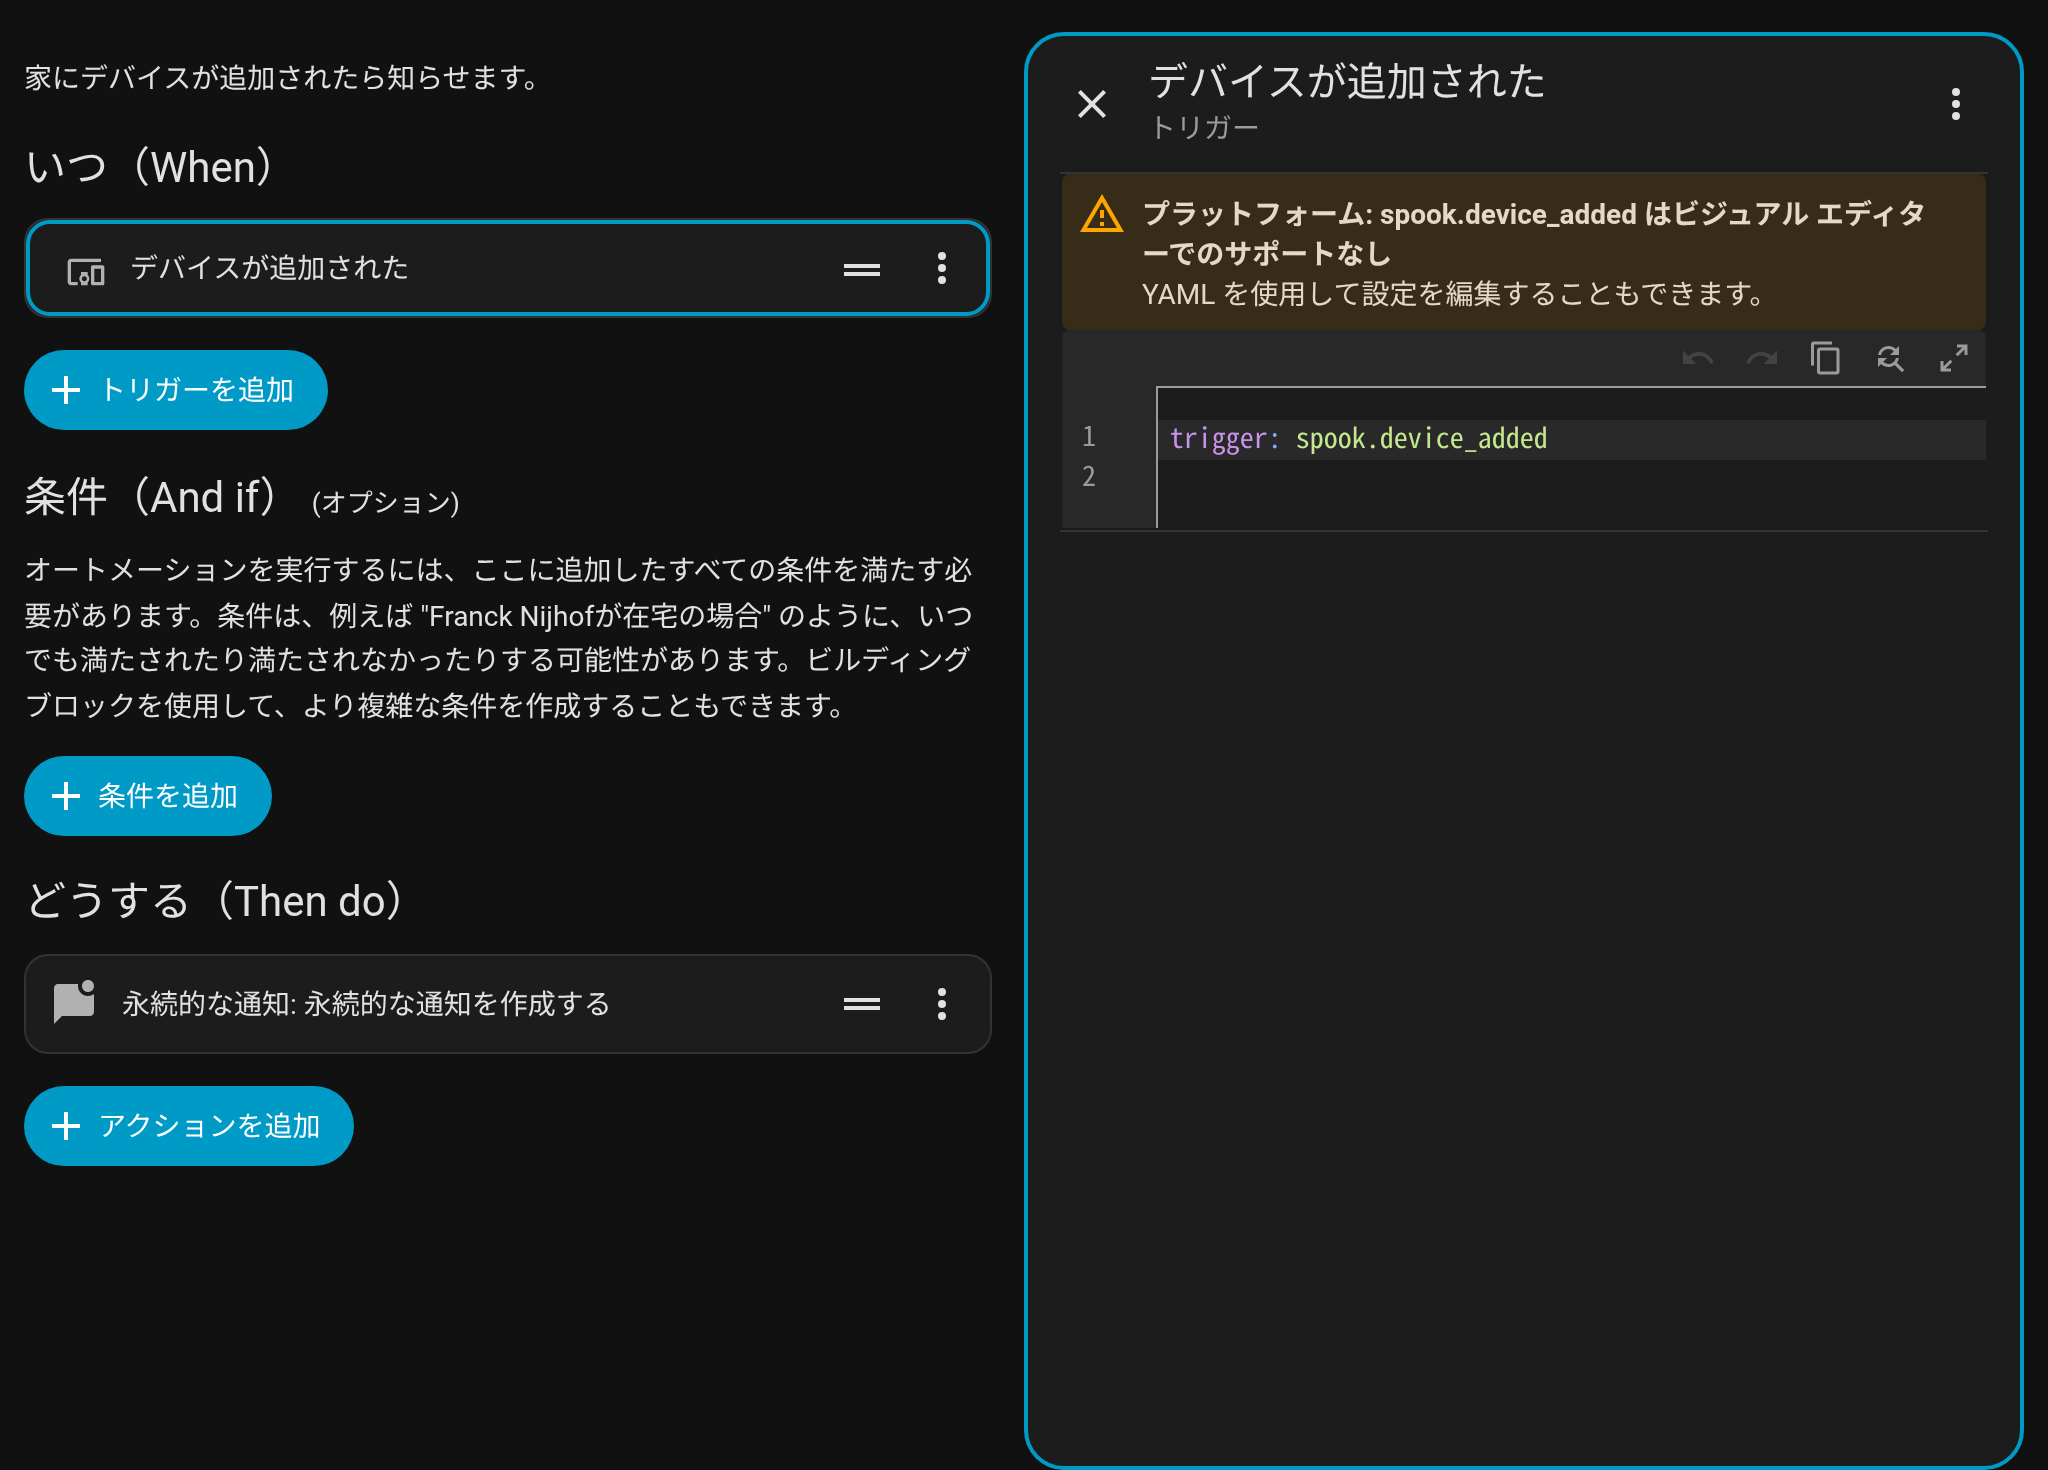 家にデバイスが追加されたら知らせます。
いつ（When）
デバイスが追加された
トリガーを追加
条件（And if） (オプション)
オートメーションを実行するには、ここに追加したすべての条件を満たす必
要があります。条件は、例えば "Franck Nijhofが在宅の場合" のように、いつ
でも満たされたり満たされなかったりする可能性があります。ビルディング
ブロックを使用して、より複雑な条件を作成することもできます。
条件を追加
どうする（Then do）
永続的な通知: 永続的な通知を作成する
アクションを追加
デバイスが追加された
トリガー
プラットフォーム: spook.device_added はビジュアル エディタ
ーでのサポートなし
YAML を使用して設定を編集することもできます。
1 trigger: spook.device_added
2